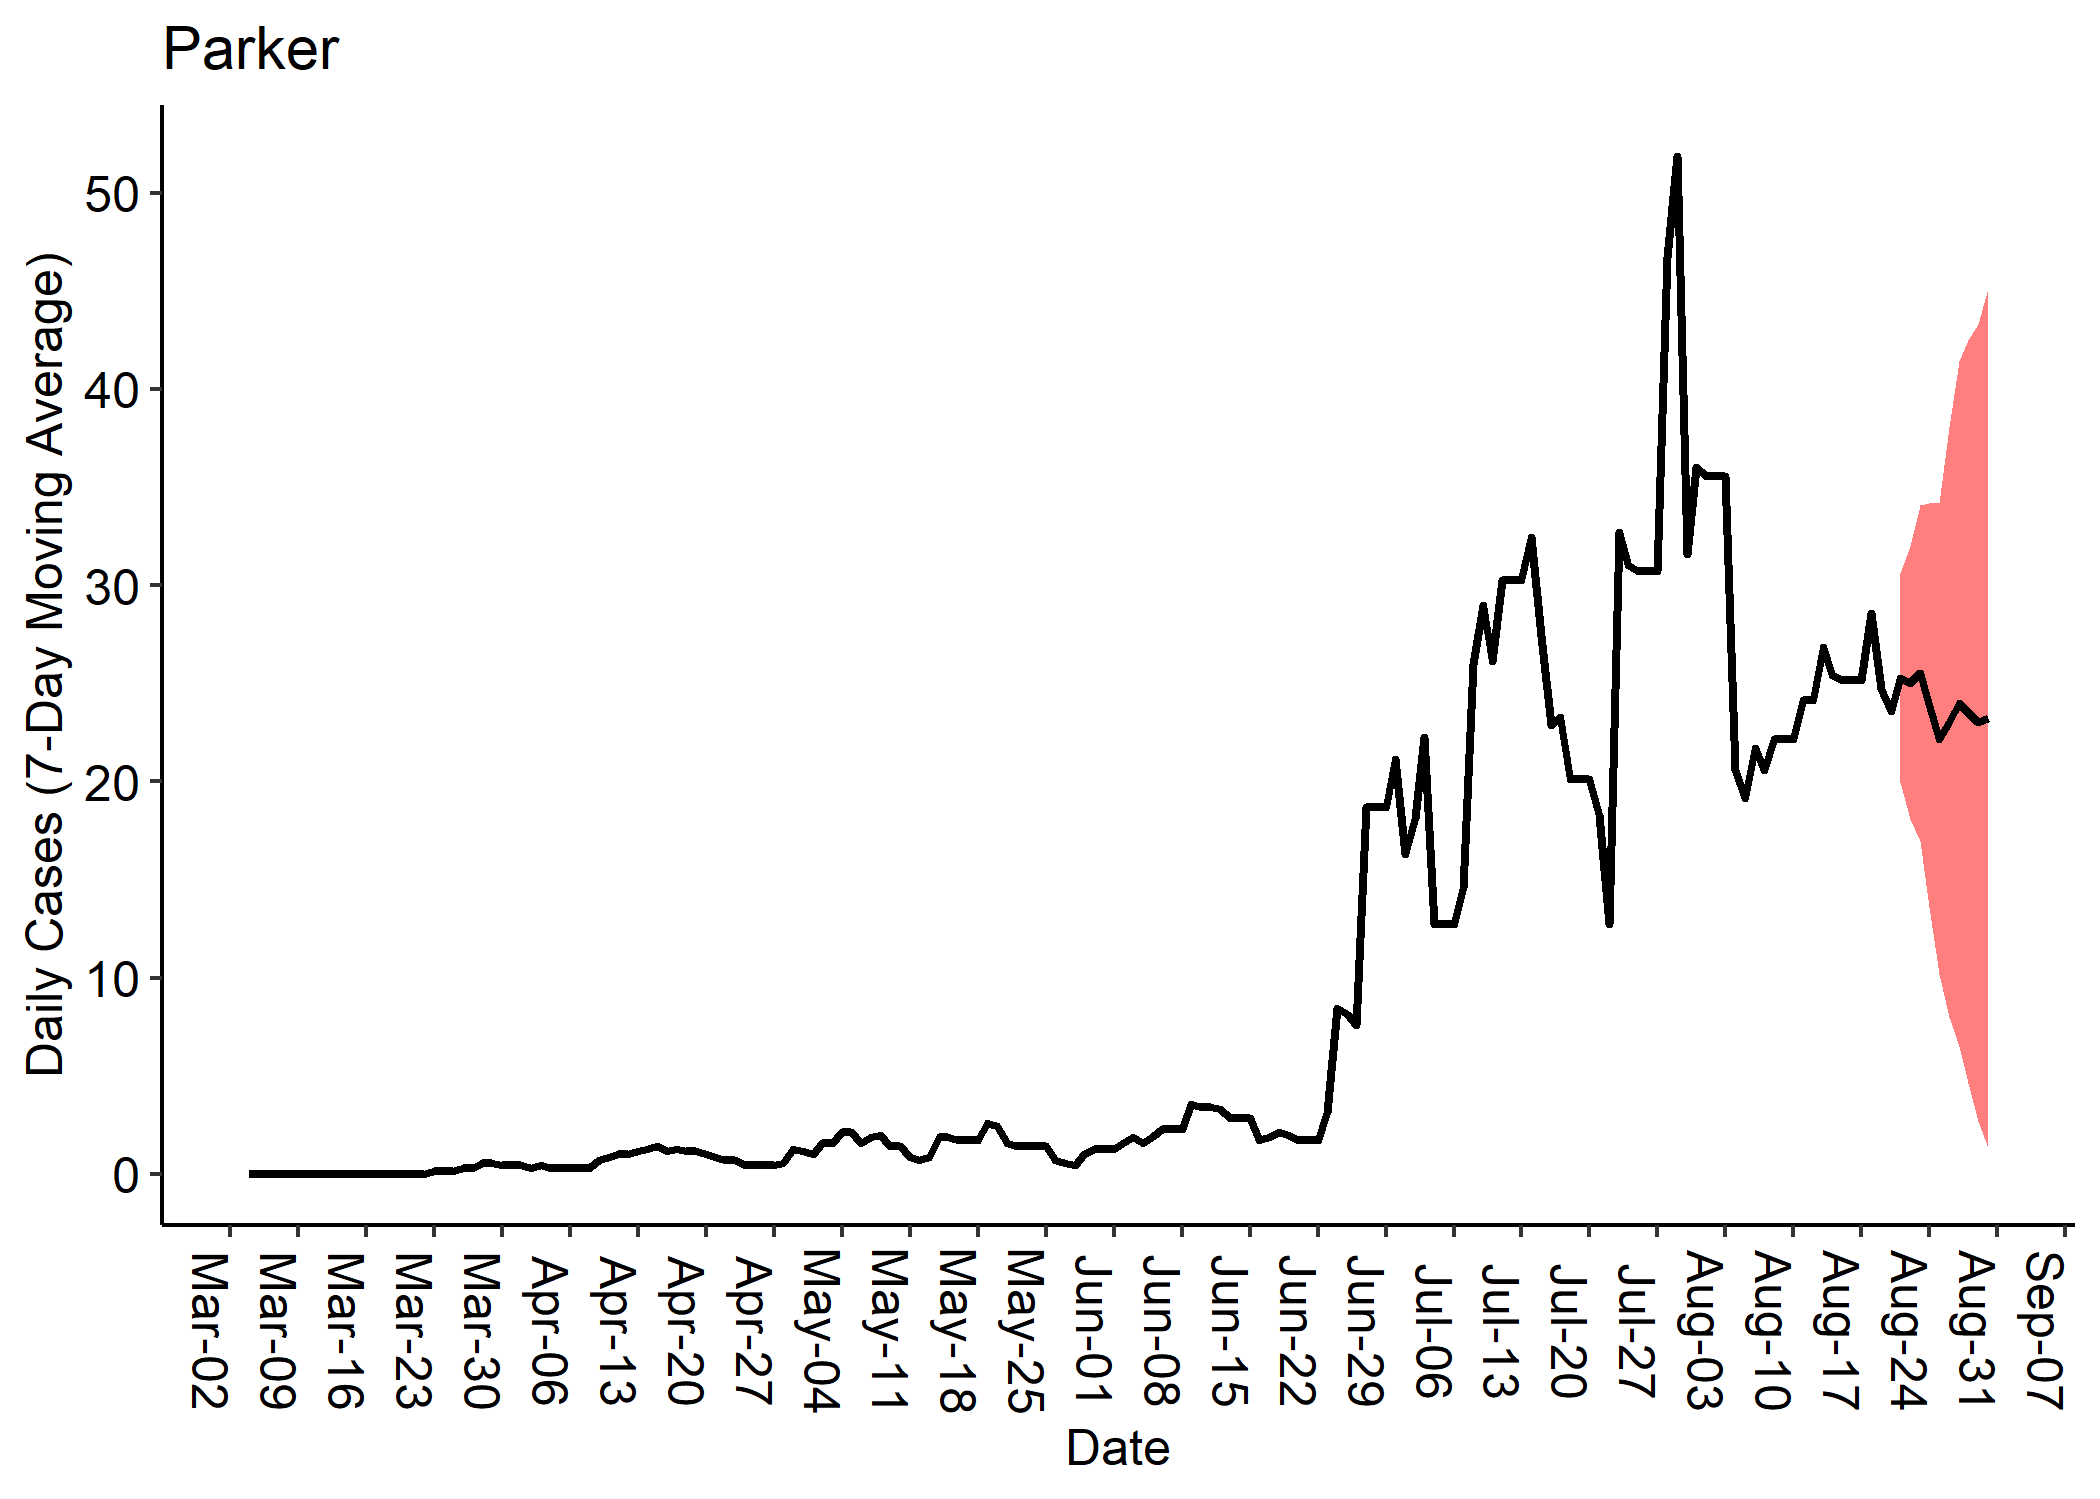 Parker
Daily Cases (7-Day Moving Average)
50
40
30
20
10
0
Mar-02
Mar-09
Mar-16
Mar-23
Mar-30
Apr-06
Apr-13
Apr-20
Apr-27
May-04
May-11
May-18
May-25
Jun-01
Jun-08
Jun-15
Jun-22
Jun-29
Jul-06
Jul-13
Jul-20
Jul-27
Aug-03
Aug-10
Aug-17
Aug-24
Aug-31
Sep-07
Date